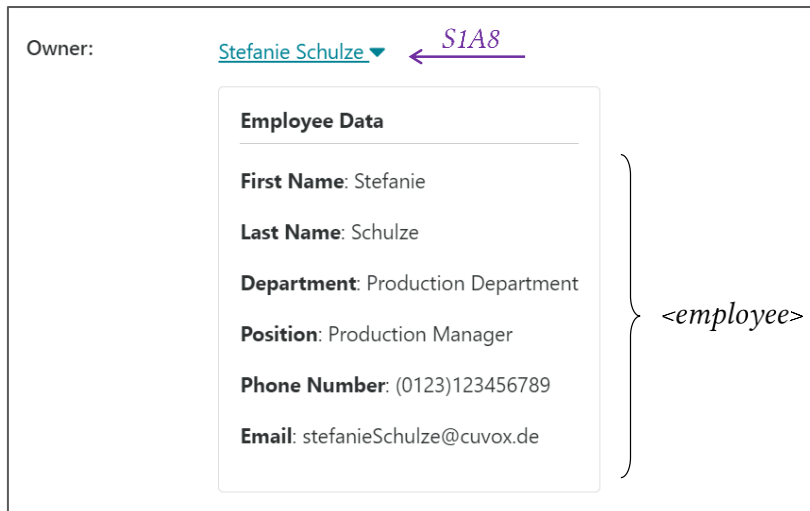 Owner:
Stefanie Schulze
S1A8
Employee Data
First Name: Stefanie
Last Name: Schulze
Department: Production Department
Position: Production Manager
Phone Number: (0123)123456789
Email: stefanieSchulze@cuvox.de
<employee>